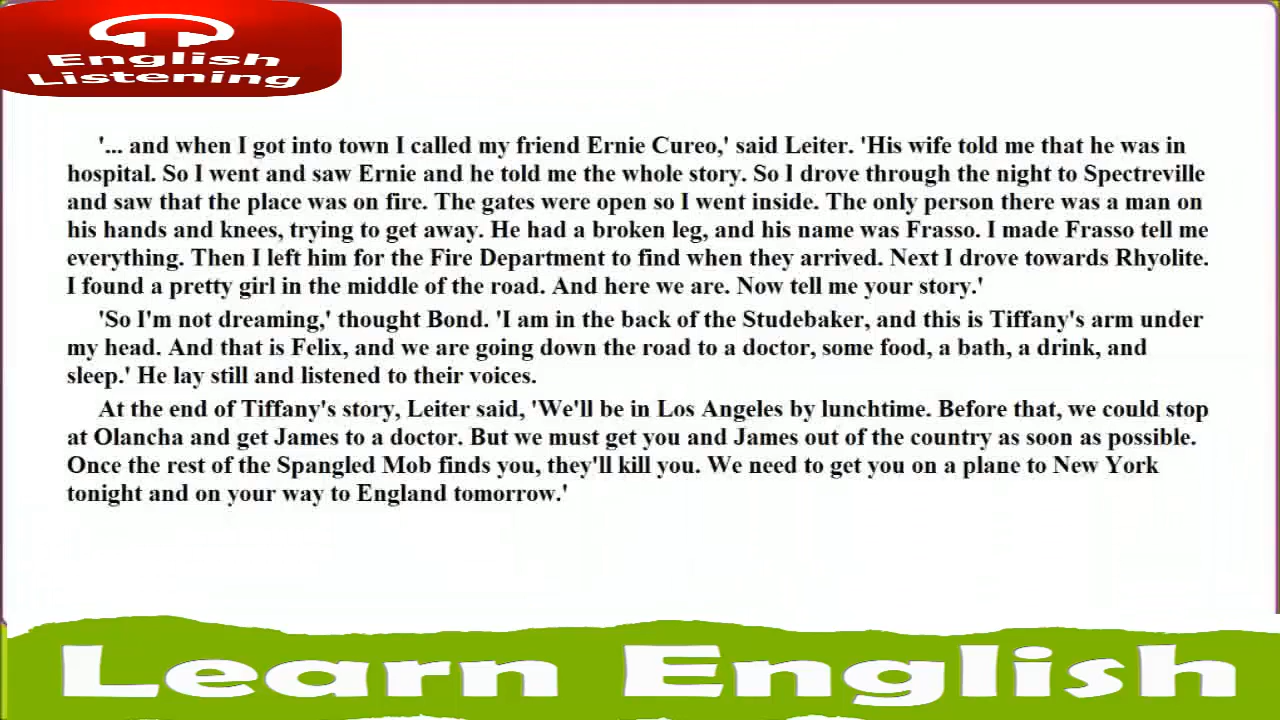 English
Listening
'... and when I got into town I called my friend Ernie Cureo,' said Leiter. 'His wife told me that he was in
hospital. So I went and saw Ernie and he told me the whole story. So I drove through the night to Spectreville
and saw that the place was on fire. The gates were open so I went inside. The only person there was a man on
his hands and knees, trying to get away. He had a broken leg, and his name was Frasso. I made Frasso tell me
everything. Then I left him for the Fire Department to find when they arrived. Next I drove towards Rhyolite.
I found a pretty girl in the middle of the road. And here we are. Now tell me your story.'
'So I'm not dreaming,' thought Bond. 'I am in the back of the Studebaker, and this is Tiffany's arm under
my head. And that is Felix, and we are going down the road to a doctor, some food, a bath, a drink, and
sleep.' He lay still and listened to their voices.
At the end of Tiffany's story, Leiter said, 'We'll be in Los Angeles by lunchtime. Before that, we could stop
at Olancha and get James to a doctor. But we must get you and James out of the country as soon as possible.
Once the rest of the Spangled Mob finds you, they'll kill you. We need to get you on a plane to New York
tonight and on your way to England tomorrow.'
Learn English